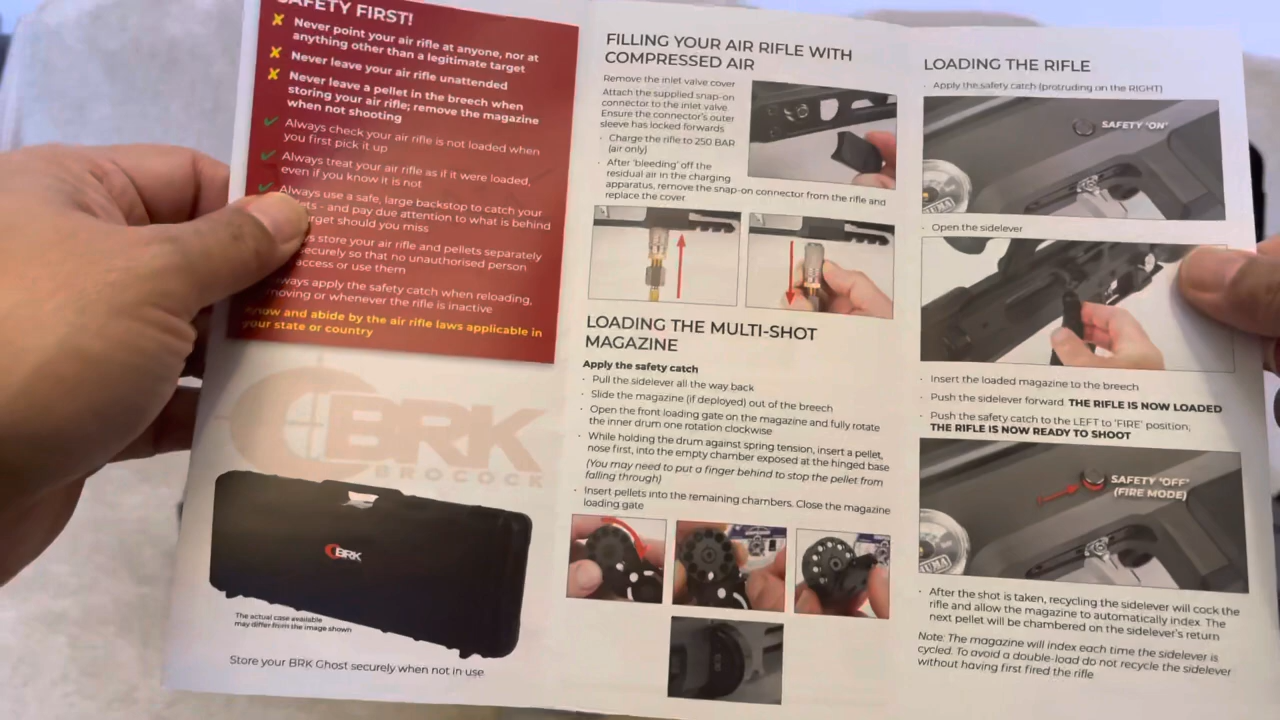 SAFETY FIRST!
Never point your air rifle at anyone, nor at
anything other than a legitimate target
Never leave your air rifle unattended
Never leave a pellet in the breech when
storing your air rifle; remove the magazine
when not shooting
Always check your air rifle is not loaded when
you first pick it up
Always treat your air rifle as if it were loaded,
even if you know it is not
Always use a safe, large backstop to catch your
- and pay due attention to what is behind
should you miss
store your air rifle and pellets separately
securely so that no unauthorised person
access or use them
apply the safety catch when reloading,
moving or whenever the rifle is inactive
Know and abide by the air rifle laws applicable in
your state or country
BRK
BROCOCK
BRK
The actual case available
may differ from the image shown
Store your BRK Ghost securely when not in use
FILLING YOUR AIR RIFLE WITH
COMPRESSED AIR
Remove the inlet valve cover
Attach the supplied snap-on
connector to the inlet valve
Ensure the connector's outer
sleeve has locked forwards
· Charge the rifle to 250 BAR
(air only)
· After 'bleeding' off the
residual air in the charging
apparatus, remove the snap-on connector from the rifle and
replace the cover
LOADING THE MULTI-SHOT
MAGAZINE
Apply the safety catch
· Pull the sidelever all the way back
· Slide the magazine (if deployed) out of the breech
· Open the front loading gate on the magazine and fully rotate
the inner drum one rotation clockwise
· While holding the drum against spring tension, insert a pellet,
nose first, into the empty chamber exposed at the hinged base
(You may need to put a finger behind to stop the pellet from
falling through)
· Insert pellets into the remaining chambers. Close the magazine
loading gate
LOADING THE RIFLE
· Apply the safety catch (protruding on the RIGHT)
SAFETY 'ON'
· Open the sidelever
· Insert the loaded magazine to the breech
· Push the sidelever forward. THE RIFLE IS NOW LOADED
· Push the safety catch to the LEFT to 'FIRE' position;
THE RIFLE IS NOW READY TO SHOOT
SAFETY 'OFF'
(FIRE MODE)
· After the shot is taken, recycling the sidelever will cock the
rifle and allow the magazine to automatically index. The
next pellet will be chambered on the sidelever's return
Note: The magazine will index each time the sidelever is
cycled. To avoid a double-load do not recycle the sidelever
without having first fired the rifle